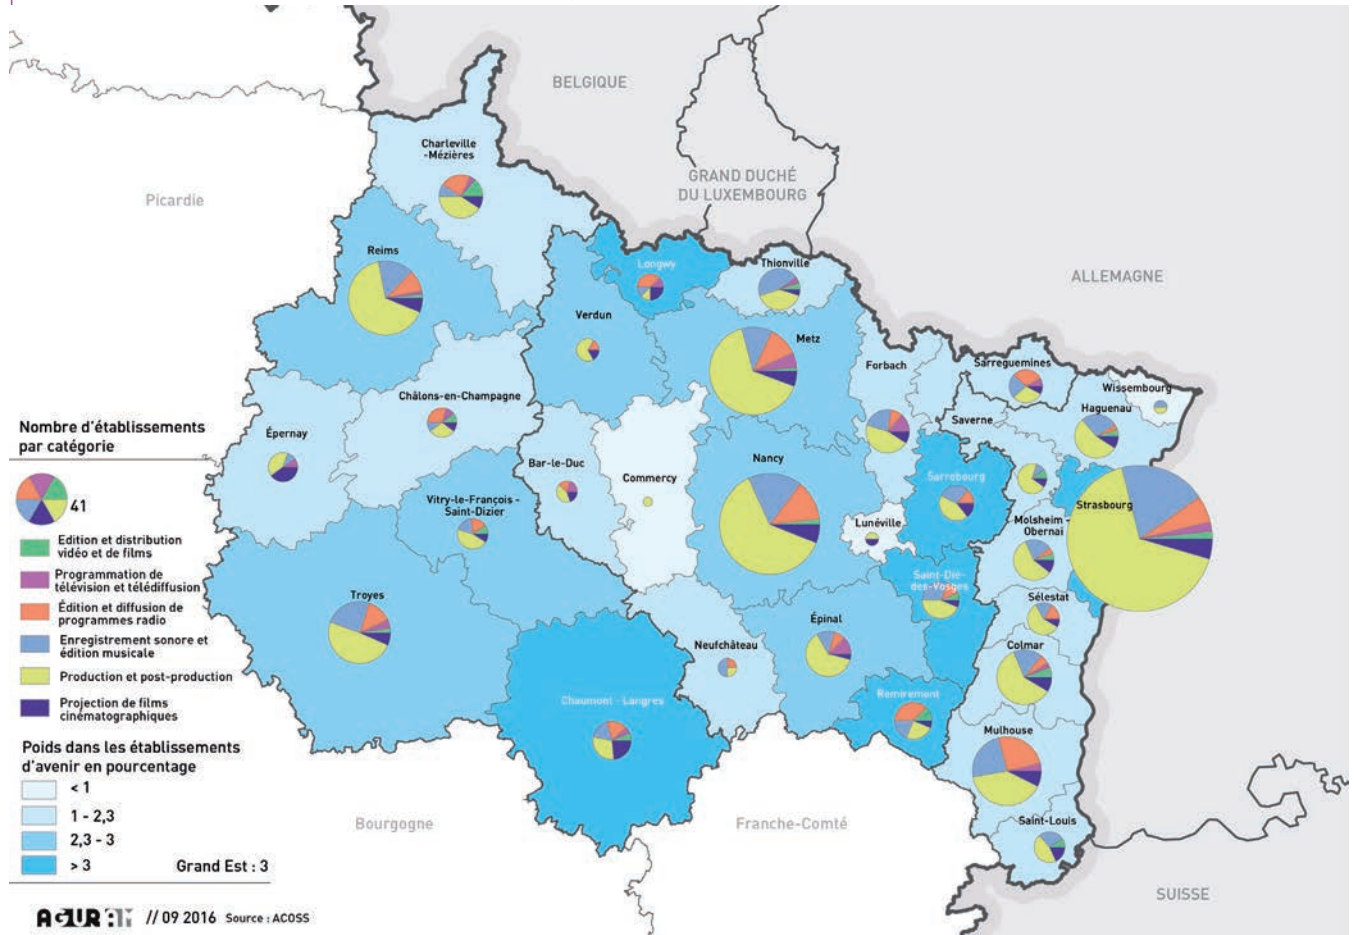 BELGIQUE
Charleville
-Mézières
GRAND DUCHÉ
DU LUXEMBOURG
Picardie
Reims
Longwy
Thionville
ALLEMAGNE
Verdun
Metz
Forbach
Sarreguemines
Wissembourg
Châlons-en-Champagne
Haguenau
Saverne
Épernay
Nancy
Bar-le-Duc
Commercy
Sarrebourg
Vitry-le-François -
Saint-Dizier
Strasbourg
Lunéville
Molsheim -
Obernai
Saint-Dié-
des-Vosges
Troyes
Sélestat
Épinal
Neufchâteau
Colmar
Chaumont - Langres
Remiremont
Mulhouse
Saint-Louis
Bourgogne
Franche-Comté
SUISSE
Nombre d'établissements
par catégorie
41
Edition et distribution
vidéo et de films
Programmation de
télévision et télédiffusion
Édition et diffusion de
programmes radio
Enregistrement sonore et
édition musicale
Production et post-production
Projection de films
cinématographiques
Poids dans les établissements
d'avenir en pourcentage
< 1
1 - 2,3
2,3 - 3
> 3
Grand Est : 3
AGURAM // 09 2016 Source : ACOSS